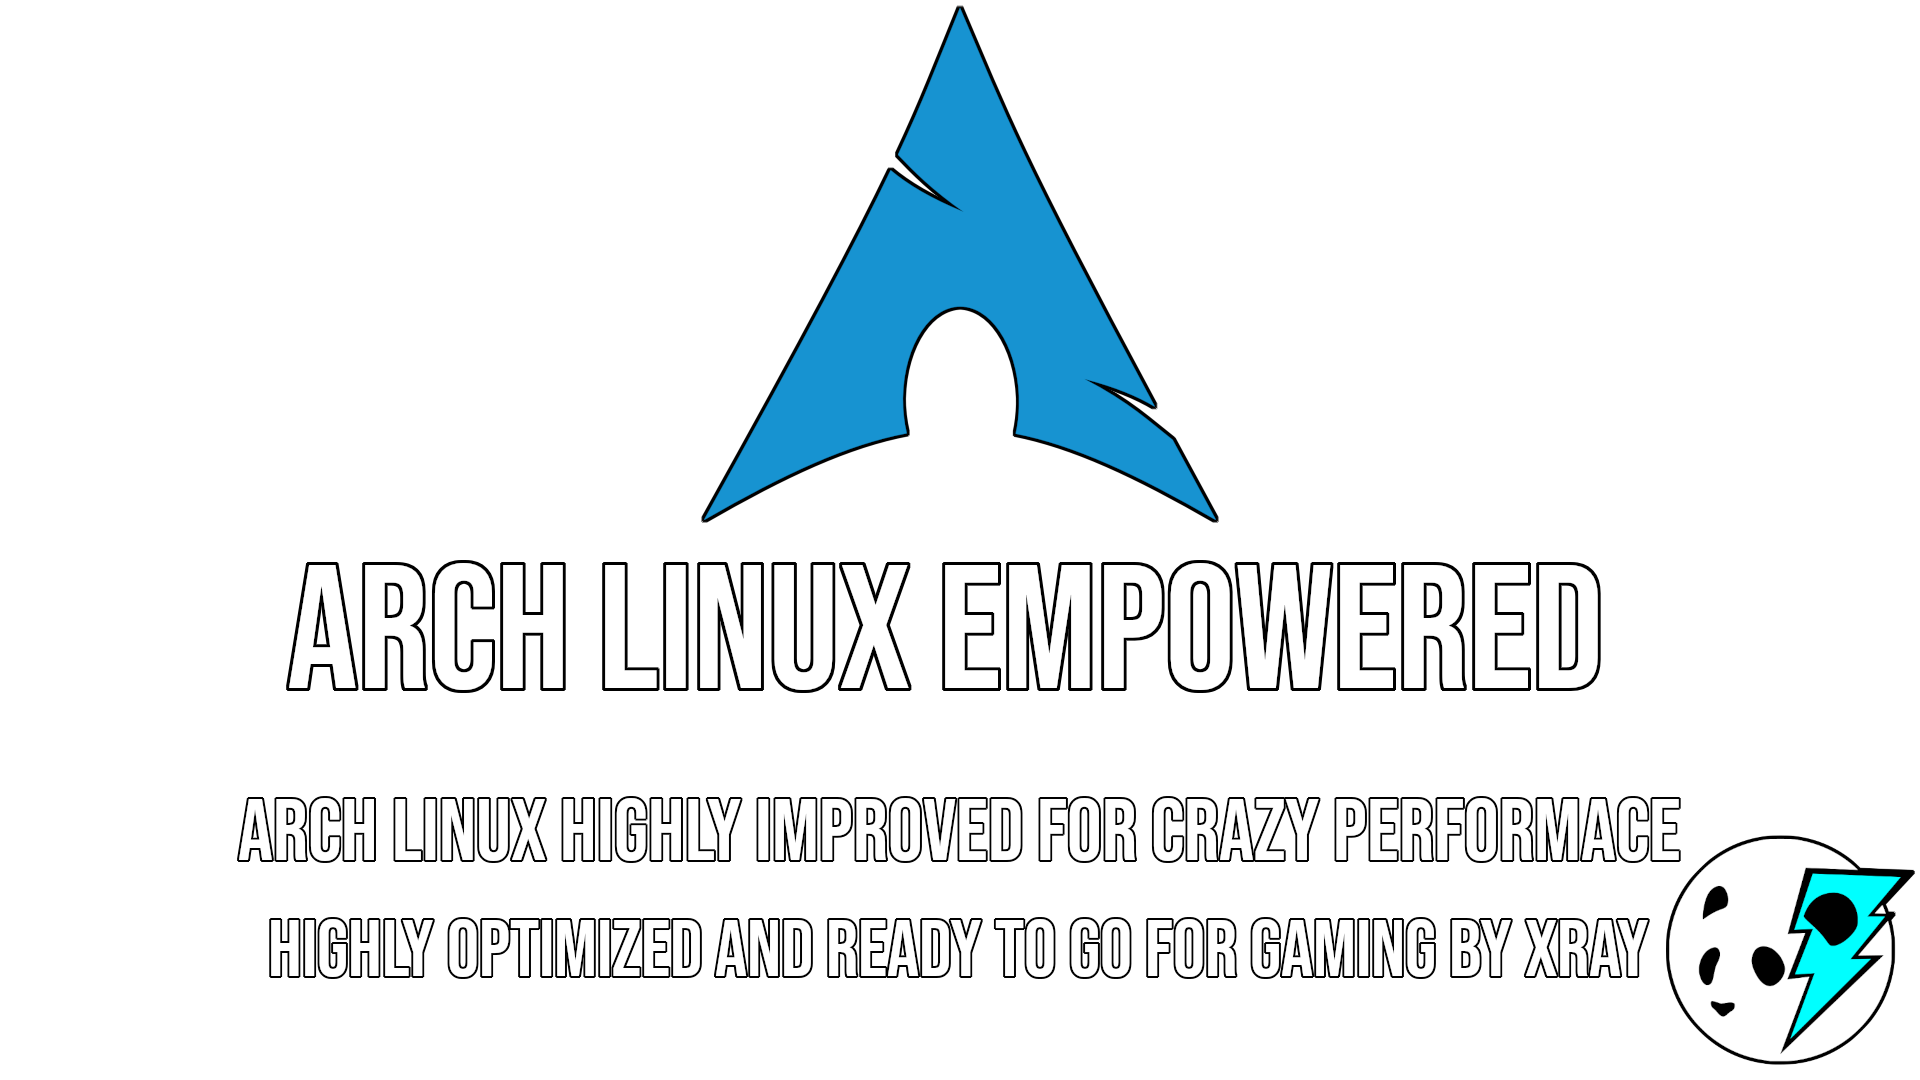 ARCH LINUX EMPOWERED
ARCH LINUX HIGHLY IMPROVED FOR CRAZY PERFORMACE
HIGHLY OPTIMIZED AND READY TO GO FOR GAMING BY XRAY